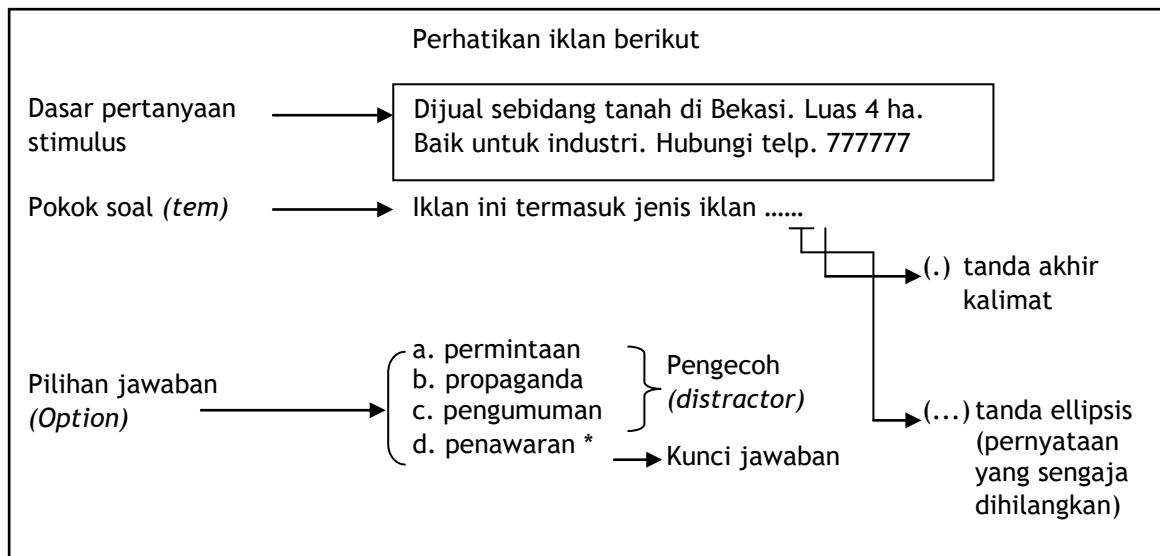 Perhatikan iklan berikut
Dasar pertanyaan
stimulus
Dijual sebidang tanah di Bekasi. Luas 4 ha.
Baik untuk industri. Hubungi telp. 777777
Pokok soal (tem)
Iklan ini termasuk jenis iklan ......
(.) tanda akhir
kalimat
Pilihan jawaban
(Option)
a. permintaan
b. propaganda
c. pengumuman
d. penawaran *
Pengecoh
(distractor)
Kunci jawaban
(...) tanda ellipsis
(pernyataan
yang sengaja
dihilangkan)